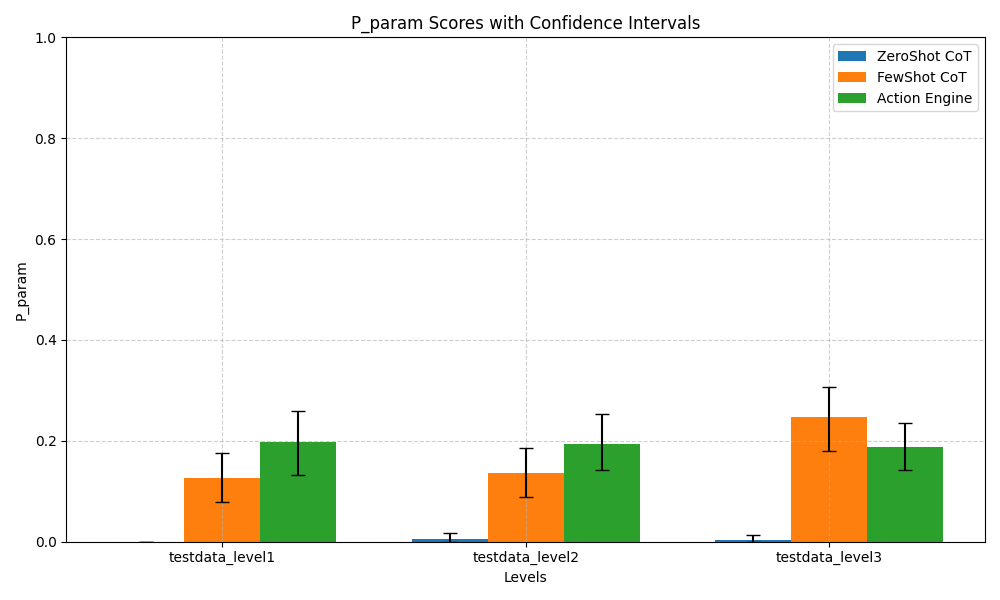 P_param Scores with Confidence Intervals
ZeroShot CoT
FewShot CoT
Action Engine
P_param
1.0
0.8
0.6
0.4
0.2
0.0
testdata_level1
testdata_level2
testdata_level3
Levels